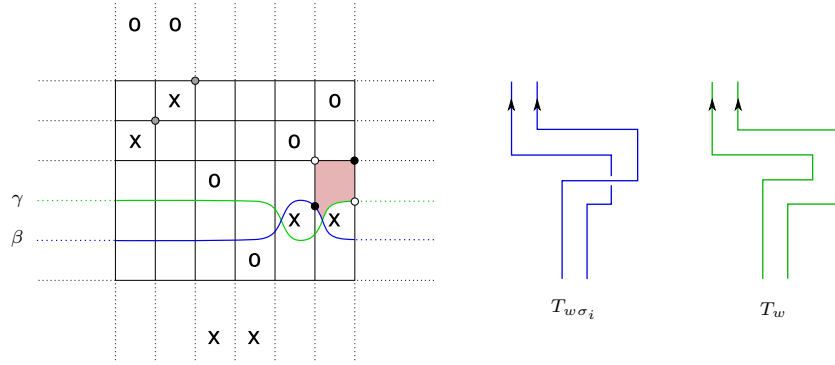 O O
X O
X O
O
γ
X X
β
O
X X
T_{wσ_i} T_w